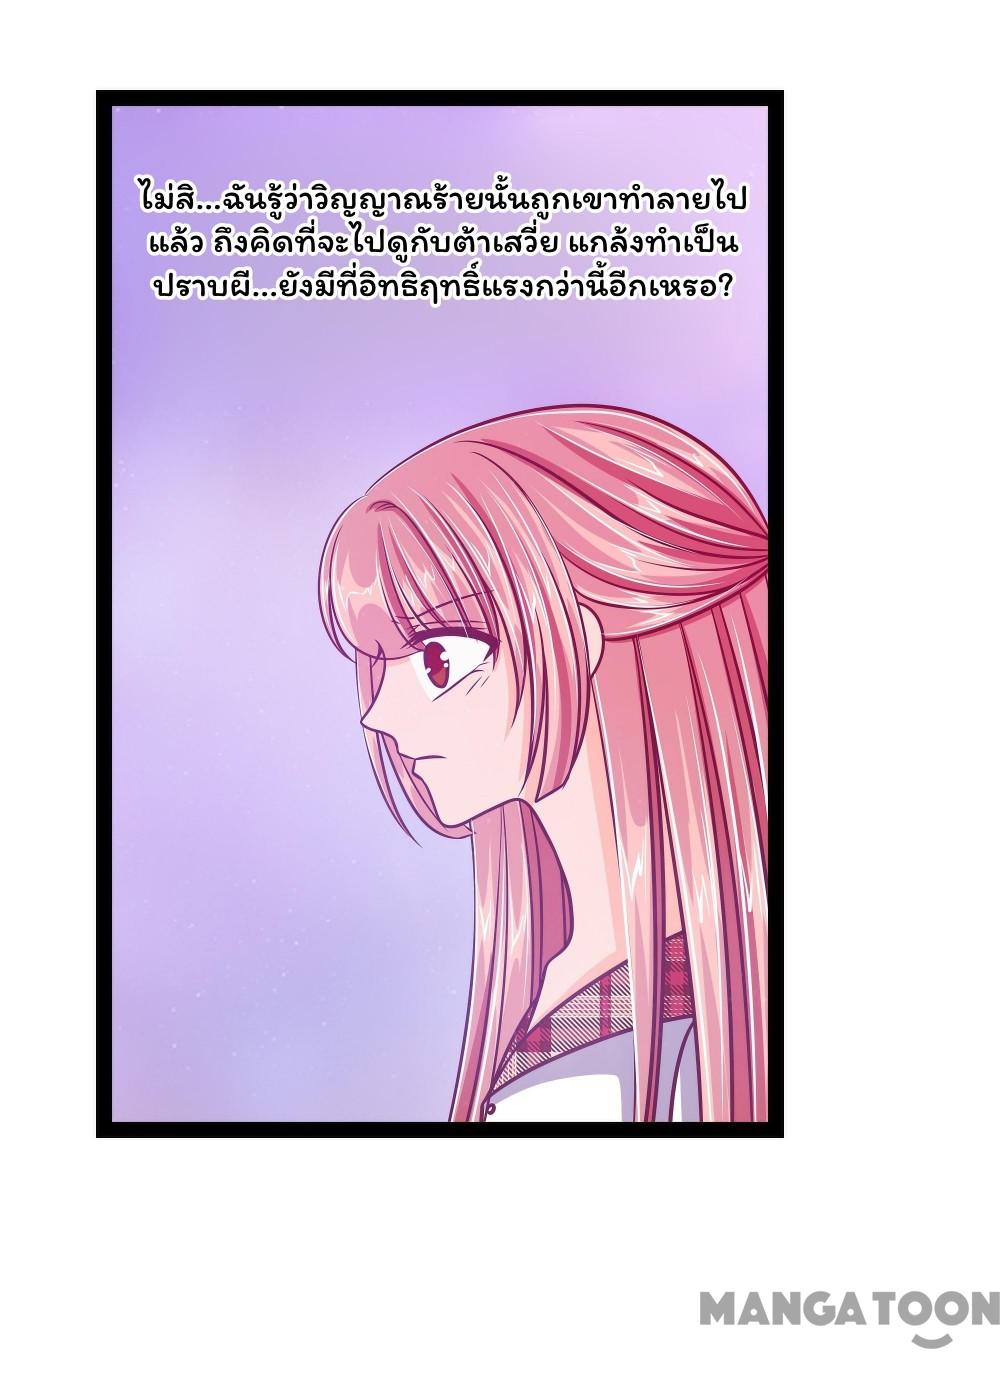 ไม่สิ...ฉันรู้ว่าวิญญาณร้ายนั้นถูกเขาทำลายไป
แล้ว ถึงคิดที่จะไปดูกับต้าเสวี่ย แกล้งทำเป็น
ปราบผี...ยังมีที่อิทธิฤทธิ์แรงกว่านี้อีกเหรอ?
MANGATOON